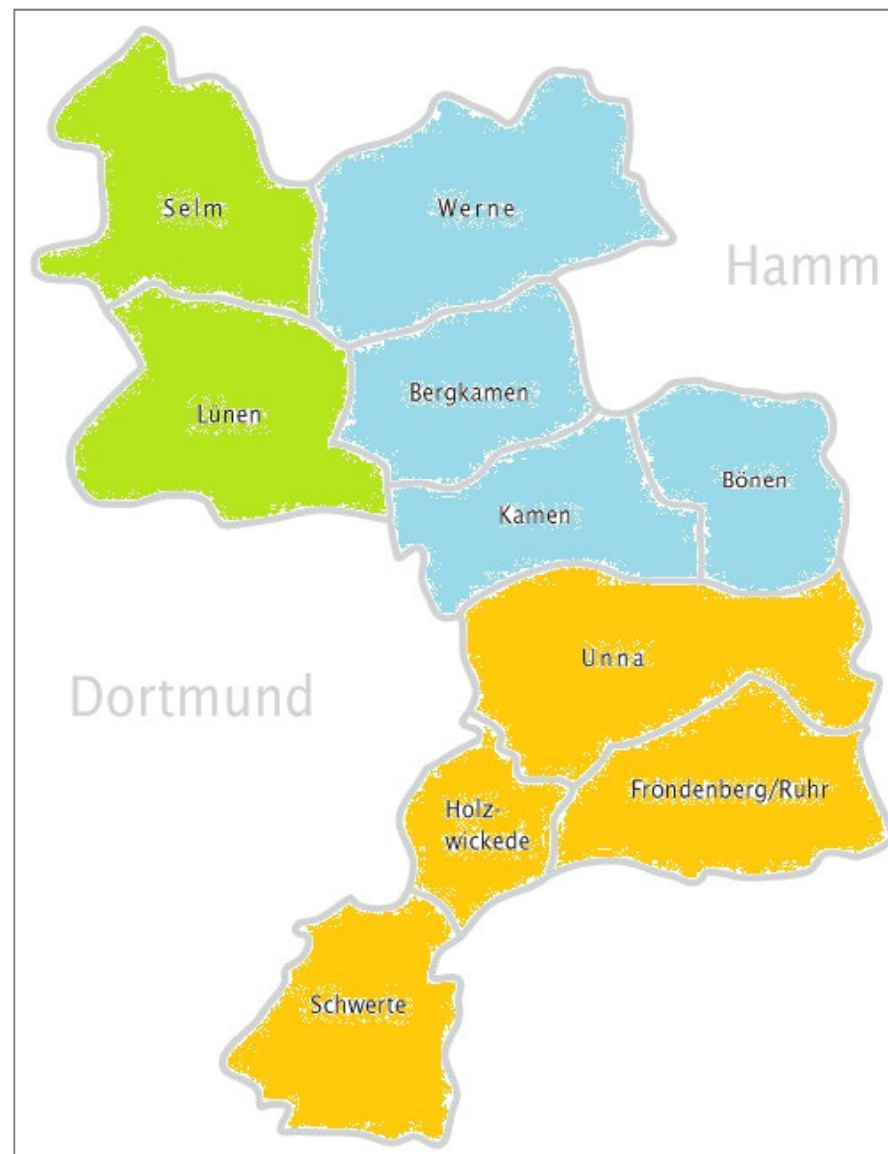 Selm
Werne
Hamm
Bergkamen
Lünen
Bönen
Kamen
Unna
Dortmund
Fröndenberg/Ruhr
Holz-
wickede
Schwerte